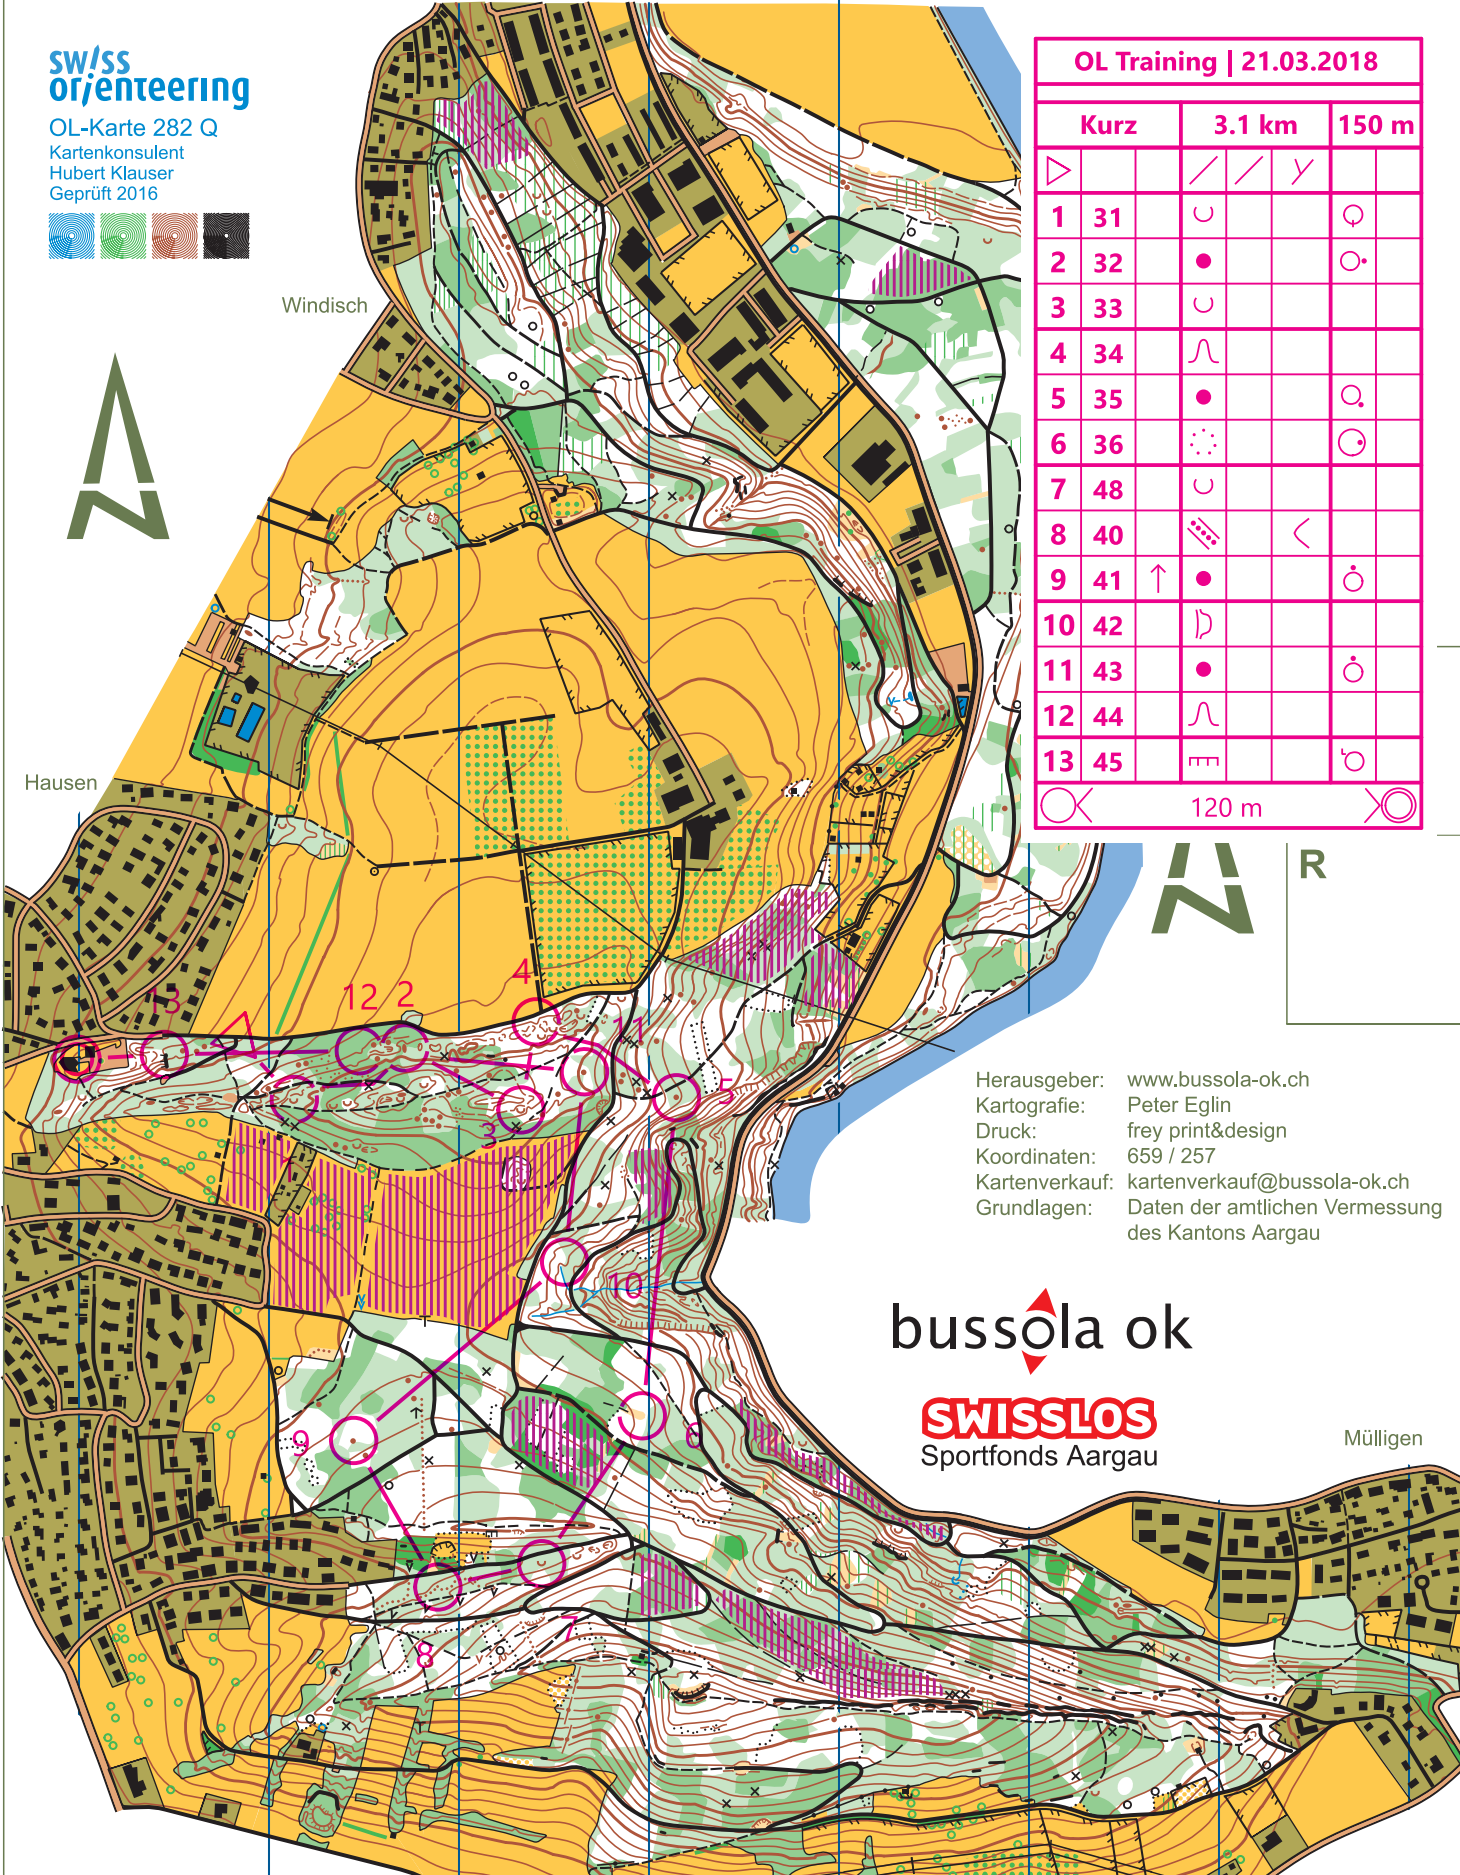 swiss
orienteering
OL-Karte 282 Q
Kartenkonsulent
Hubert Klauser
Geprüft 2016
Windisch
Hausen
OL Training | 21.03.2018
Kurz 3.1 km 150 m
1 31
2 32
3 33
4 34
5 35
6 36
7 48
8 40
9 41
10 42
11 43
12 44
13 45
120 m
R
4
13
12
2
11
5
3
1
10
6
9
7
8
Herausgeber: www.bussola-ok.ch
Kartografie: Peter Eglin
Druck: frey print&design
Koordinaten: 659 / 257
Kartenverkauf: kartenverkauf@bussola-ok.ch
Grundlagen: Daten der amtlichen Vermessung
des Kantons Aargau
bussola ok
SWISSLOS
Sportfonds Aargau
Mülligen